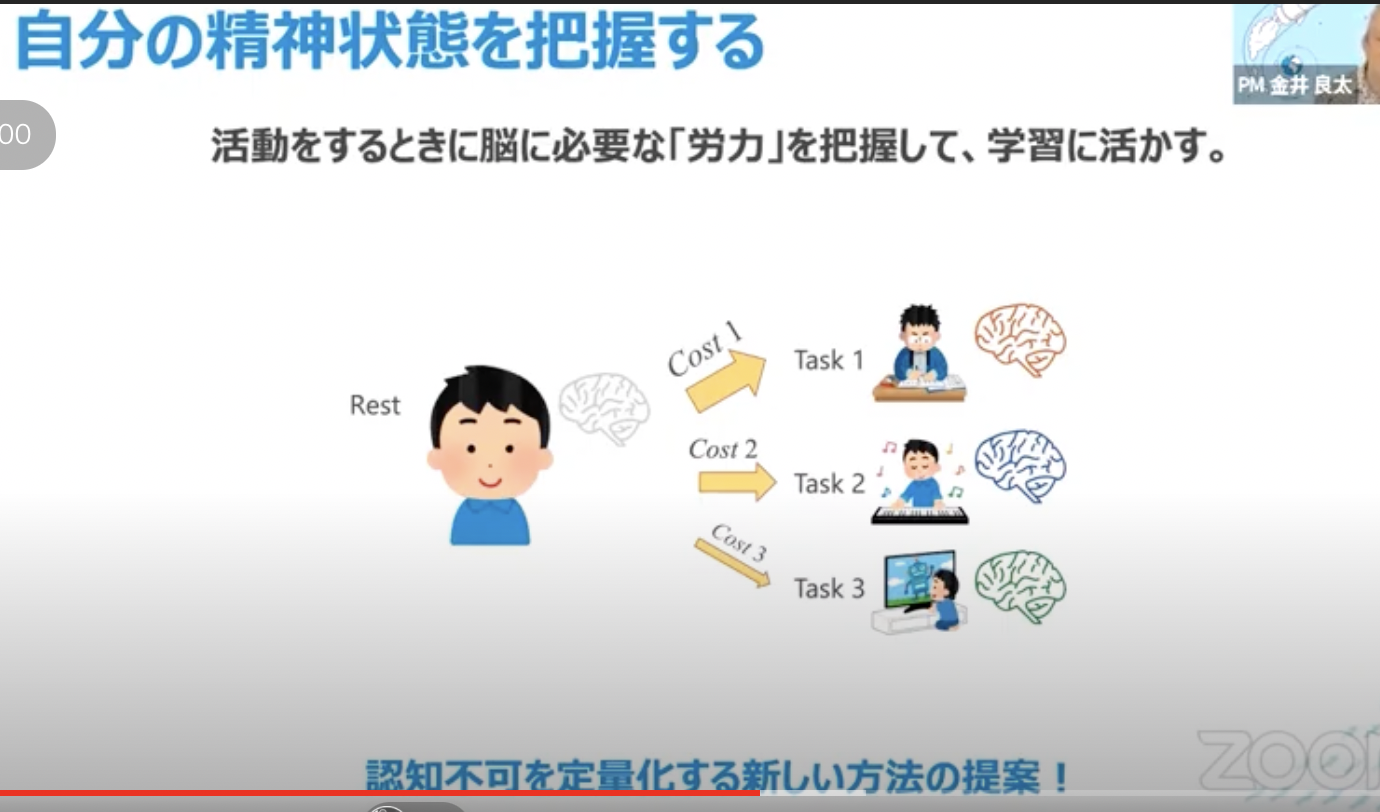 自分の精神状態を把握する
PM 金井 良太
00
活動をするときに脳に必要な「労力」を把握して、学習に活かす。
Cost 1
Task 1
Rest
Cost 2
Task 2
Cost 3
Task 3
認知不可を定量化する新しい方法の提案！
ZOO